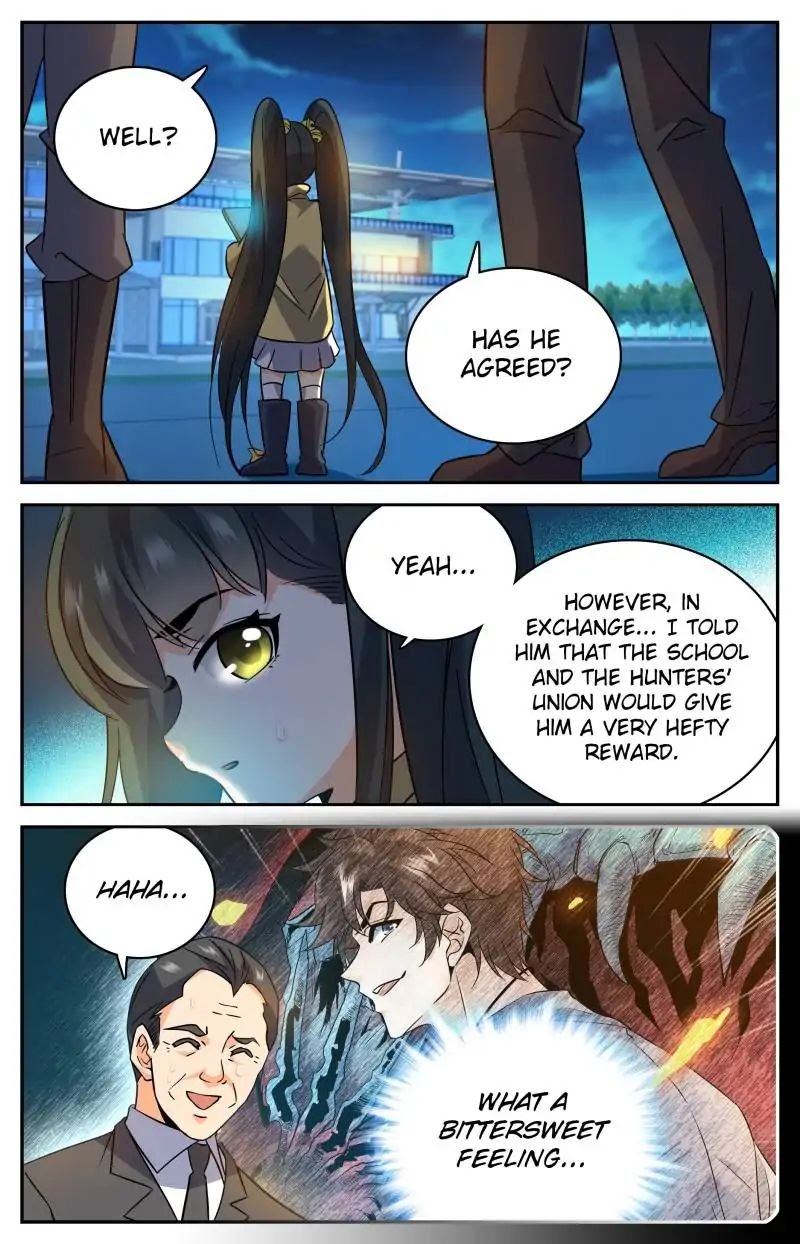 WELL?
HAS HE
AGREED?
YEAH...
HOWEVER, IN
EXCHANGE... I TOLD
HIM THAT THE SCHOOL
AND THE HUNTERS'
UNION WOULD GIVE
HIM A VERY HEFTY
REWARD.
HAHA...
WHAT A
BITTERSWEET
FEELING...